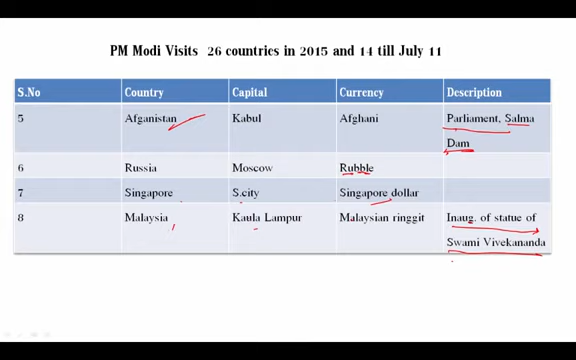 PM Modi Visits 26 countries in 2015 and 14 till July 11
S.No Country Capital Currency Description
5 Afganistan Kabul Afghani Parliament, Salma
Dam
6 Russia Moscow Rubble
7 Singapore S.city Singapore dollar
8 Malaysia Kaula Lampur Malaysian ringgit Inaug. of statue of
Swami Vivekananda